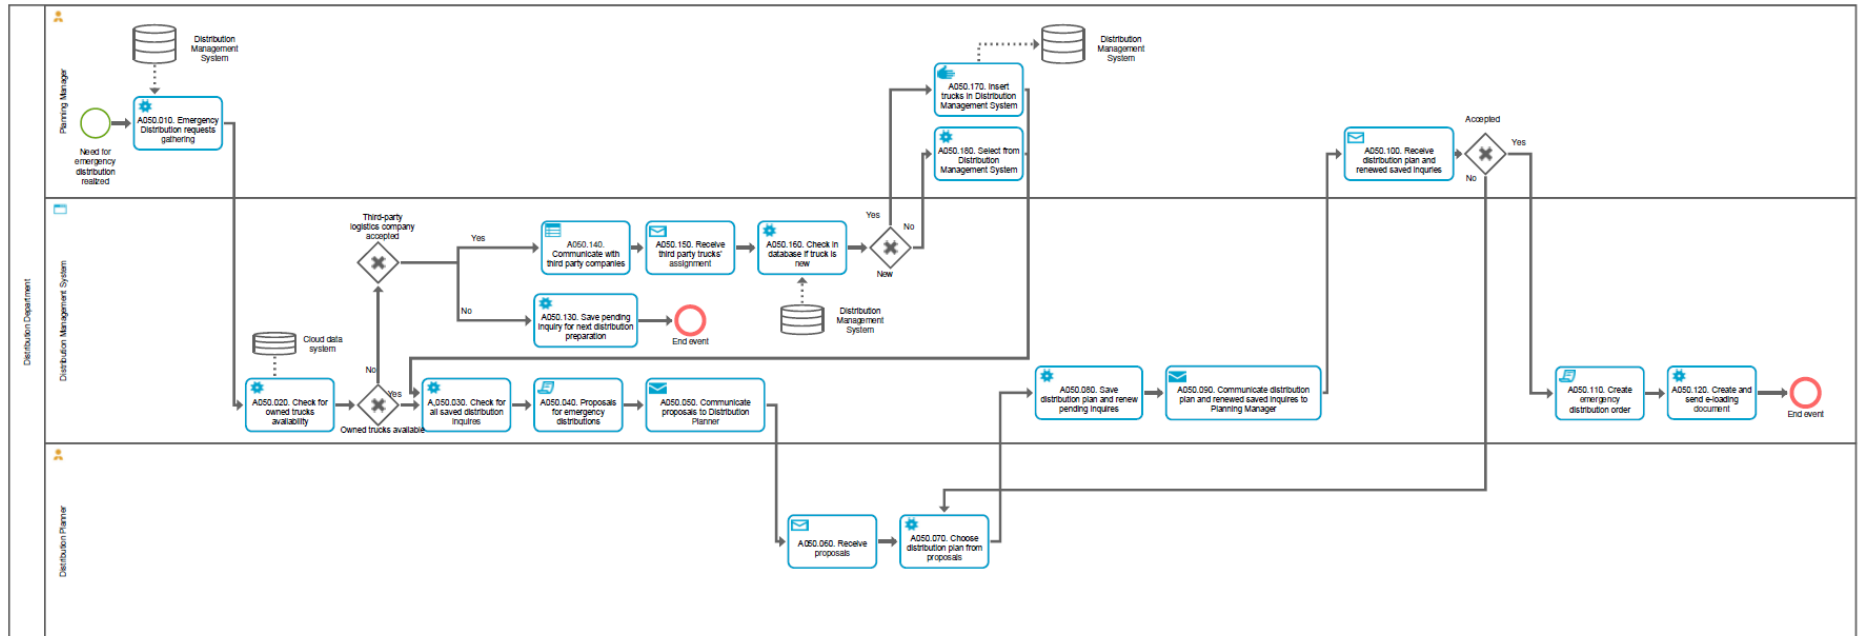 Distribution Department
Planning Manager
Distribution
Management
System
Need for
emergency
distribution
realized
A050.010. Emergency
Distribution requests
gathering
A050.170. Insert
trucks in Distribution
Management System
Distribution
Management
System
A050.180. Select from
Distribution
Management System
A050.100. Receive
distribution plan and
renewed saved inquries
Accepted
Yes
No
Distribution Management System
Third-party
logistics company
accepted
Yes
No
A050.140.
Communicate with
third party companies
A050.150. Receive
third party trucks'
assignment
A050.160. Check in
database if truck is
new
Yes
No
New
A050.130. Save pending
inquiry for next distribution
preparation
End event
Distribution
Management
System
Cloud data
system
A050.020. Check for
owned trucks
availability
No
Yes
Owned trucks available
A,050.030. Check for
all saved distribution
inquires
A050.040. Proposals
for emergency
distributions
A050.050. Communicate
proposals to Distribution
Planner
A050.080. Save
distribution plan and renew
pending inquires
A050.090. Communicate distribution
plan and renewed saved inquires to
Planning Manager
A050.110. Create
emergency
distribution order
A050.120. Create and
send e-loading
document
End event
Distribution Planner
A050.060. Receive
proposals
A050.070. Choose
distribution plan from
proposals